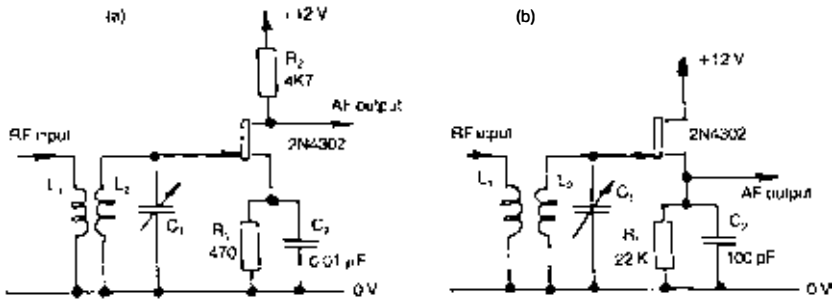 (a)
+12 V
R2
4K7
AF output
2N4302
RF input
L1
L2
C1
R1
470
C2
0.01 µF
0 V
(b)
+12 V
2N4302
RF input
L1
L2
C1
AF output
R1
22 K
C2
100 pF
0 V